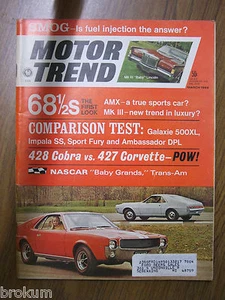 SMOG—Is fuel injection the answer?
MOTOR
TREND
MARCH 1968
68½S
THE
FIRST
LOOK
AMX—a true sports car?
MK III—new trend in luxury?
COMPARISON TEST: Galaxie 500XL,
Impala SS, Sport Fury and Ambassador DPL
428 Cobra vs. 427 Corvette—POW!
NASCAR "Baby Grands," Trans-Am
brokum